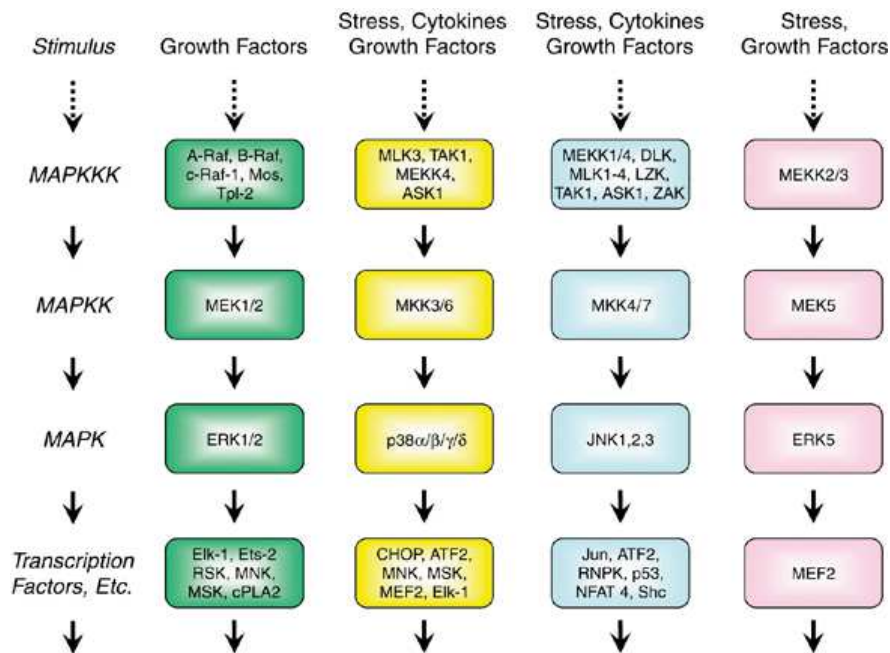 Stimulus
Growth Factors
Stress, Cytokines
Growth Factors
Stress, Cytokines
Growth Factors
Stress,
Growth Factors
MAPKKK
A-Raf, B-Raf,
c-Raf-1, Mos,
Tpl-2
MLK3, TAK1,
MEKK4,
ASK1
MEKK1/4, DLK,
MLK1-4, LZK,
TAK1, ASK1, ZAK
MEKK2/3
MAPKK
MEK1/2
MKK3/6
MKK4/7
MEK5
MAPK
ERK1/2
p38α/β/γ/δ
JNK1,2,3
ERK5
Transcription
Factors, Etc.
Elk-1, Ets-2
RSK, MNK,
MSK, cPLA2
CHOP, ATF2,
MNK, MSK,
MEF2, Elk-1
Jun, ATF2,
RNPK, p53,
NFAT 4, Shc
MEF2